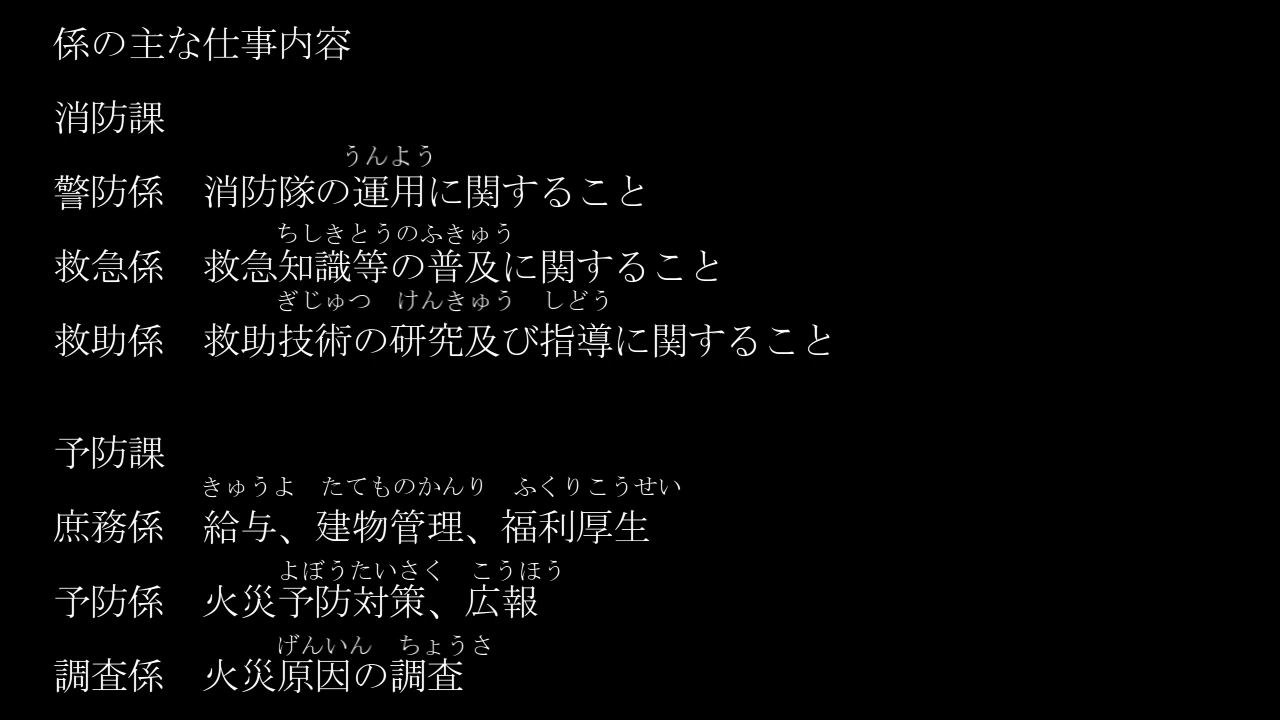 係の主な仕事内容
消防課
うんよう
警防係　消防隊の運用に関すること
ちしきとうのふきゅう
救急係　救急知識等の普及に関すること
ぎじゅつ　けんきゅう　しどう
救助係　救助技術の研究及び指導に関すること
予防課
きゅうよ　たてものかんり　ふくりこうせい
庶務係　給与、建物管理、福利厚生
よぼうたいさく　こうほう
予防係　火災予防対策、広報
げんいん　ちょうさ
調査係　火災原因の調査